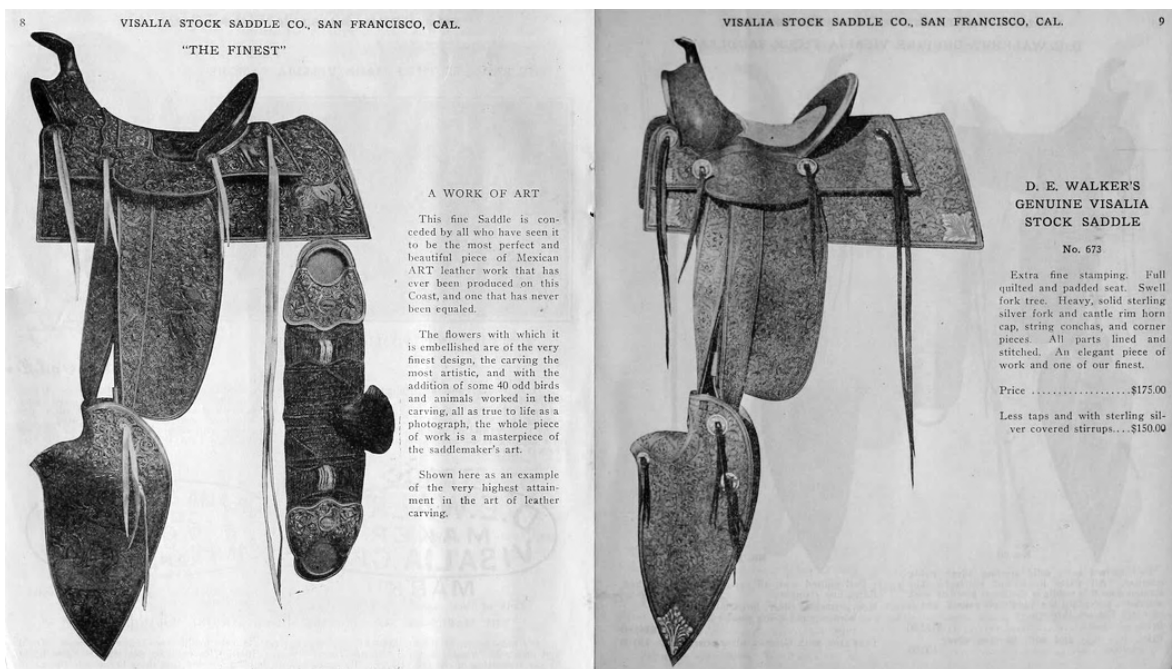 8
VISALIA STOCK SADDLE CO., SAN FRANCISCO, CAL.
"THE FINEST"
A WORK OF ART
This fine Saddle is con-
ceded by all who have seen it
to be the most perfect and
beautiful piece of Mexican
ART leather work that has
ever been produced on this
Coast, and one that has never
been equaled.
The flowers with which it
is embellished are of the very
finest design, the carving the
most artistic, and with the
addition of some 40 odd birds
and animals worked in the
carving, all as true to life as a
photograph, the whole piece
of work is a masterpiece of
the saddlemaker's art.
Shown here as an example
of the very highest attain-
ment in the art of leather
carving.
VISALIA STOCK SADDLE CO., SAN FRANCISCO, CAL.
9
D. E. WALKER'S
GENUINE VISALIA
STOCK SADDLE
No. 673
Extra fine stamping. Full
quilted and padded seat. Swell
fork tree. Heavy, solid sterling
silver fork and cantle rim horn
cap, string conchas, and corner
pieces. All parts lined and
stitched. An elegant piece of
work and one of our finest.
Price ...................$175.00
Less taps and with sterling sil-
ver covered stirrups....$150.00